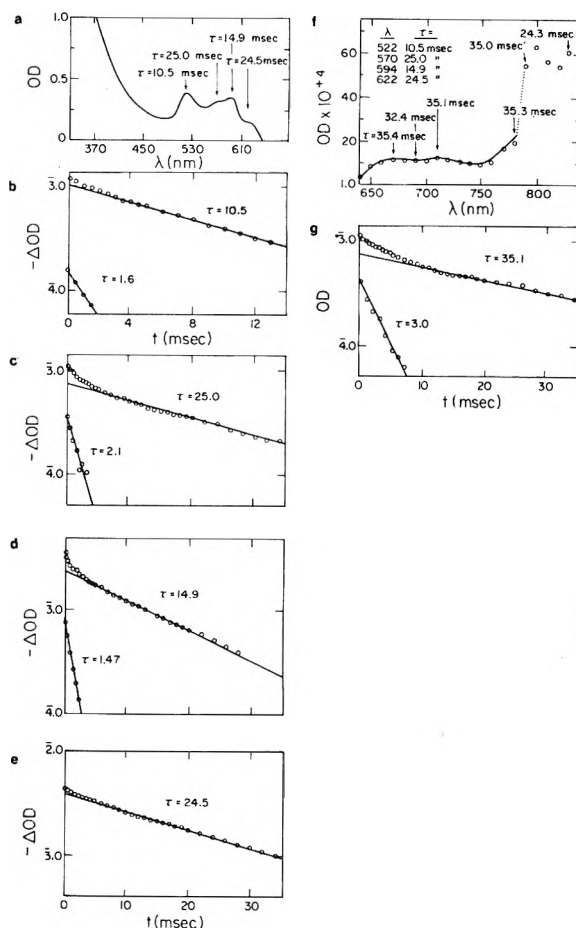 a
1.0
0.5
0
OD
τ=14.9 msec
τ=25.0 msec
τ=24.5msec
τ=10.5 msec
370 450 530 610
λ(nm)
b
3.0
4.0
-ΔOD
τ=10.5
τ=1.6
0 4 8 12
t (msec)
c
3.0
4.0
-ΔOD
τ=25.0
τ=2.1
d
3.0
4.0
-ΔOD
τ=14.9
τ=1.47
e
2.0
3.0
-ΔOD
τ=24.5
0 10 20 30
t(msec)
f
λ τ=
522 10.5 msec
570 25.0 "
594 14.9 "
622 24.5 "
24.3 msec
35.0 msec
35.1 msec
32.4 msec
τ=35.4 msec
35.3 msec
60
20
10
1.0
OD x 10+4
640 700 750 800
λ (nm)
g
3.0
4.0
OD
τ=35.1
τ=3.0
0 10 20 30
t (msec)